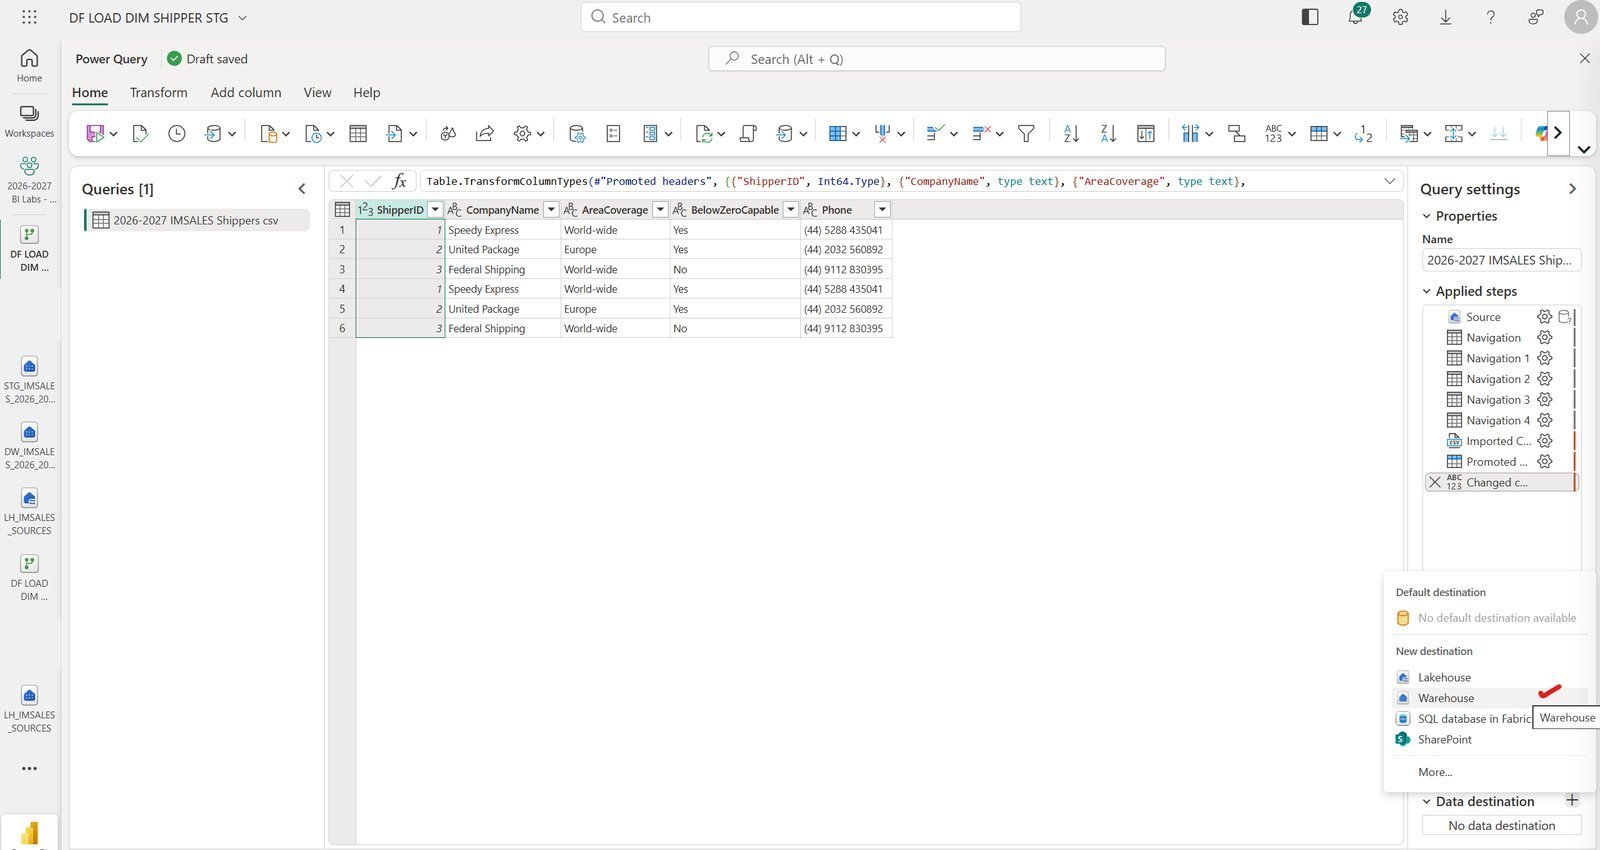 DF LOAD DIM SHIPPER STG
Search
27
Home
Workspaces
2026-2027
BI Labs - ...
DF LOAD
DIM ...
STG_IMSALE
S_2026_20...
DW_IMSALE
S_2026_20...
LH_IMSALES
_SOURCES
DF LOAD
DIM ...
LH_IMSALES
_SOURCES
Power Query
Draft saved
Search (Alt + Q)
Home Transform Add column View Help
Queries [1]
2026-2027 IMSALES Shippers csv
fx Table.TransformColumnTypes(#"Promoted headers", {{"ShipperID", Int64.Type}, {"CompanyName", type text}, {"AreaCoverage", type text},
ShipperID CompanyName AreaCoverage BelowZeroCapable Phone
1 1 Speedy Express World-wide Yes (44) 5288 435041
2 2 United Package Europe Yes (44) 2032 560892
3 3 Federal Shipping World-wide No (44) 9112 830395
4 1 Speedy Express World-wide Yes (44) 5288 435041
5 2 United Package Europe Yes (44) 2032 560892
6 3 Federal Shipping World-wide No (44) 9112 830395
Query settings
Properties
Name
2026-2027 IMSALES Ship...
Applied steps
Source
Navigation
Navigation 1
Navigation 2
Navigation 3
Navigation 4
Imported C...
Promoted ...
Changed c...
Default destination
No default destination available
New destination
Lakehouse
Warehouse
SQL database in Fabric
Warehouse
SharePoint
More...
Data destination
No data destination